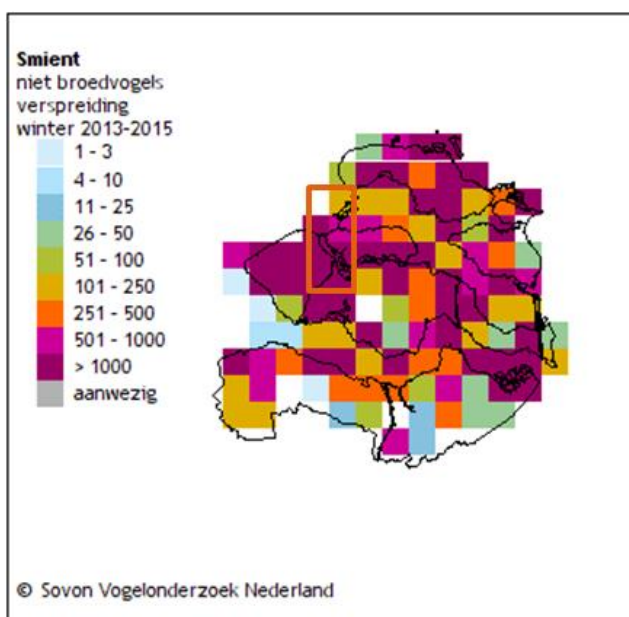 Smient
niet broedvogels
verspreiding
winter 2013-2015
1 - 3
4 - 10
11 - 25
26 - 50
51 - 100
101 - 250
251 - 500
501 - 1000
> 1000
aanwezig
© Sovon Vogelonderzoek Nederland